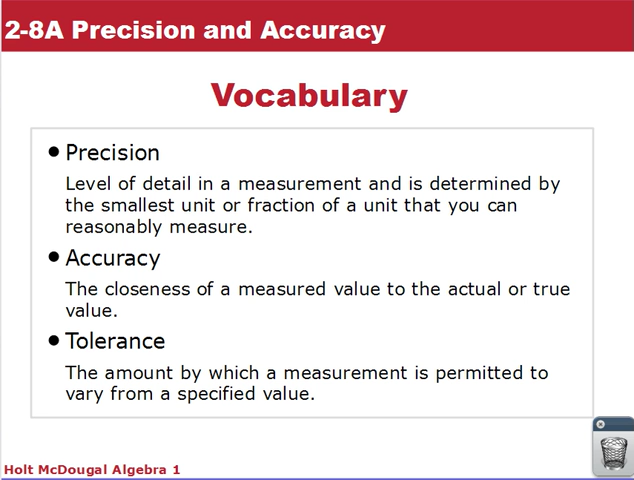 2-8A Precision and Accuracy
Vocabulary
• Precision
Level of detail in a measurement and is determined by
the smallest unit or fraction of a unit that you can
reasonably measure.
• Accuracy
The closeness of a measured value to the actual or true
value.
• Tolerance
The amount by which a measurement is permitted to
vary from a specified value.
Holt McDougal Algebra 1